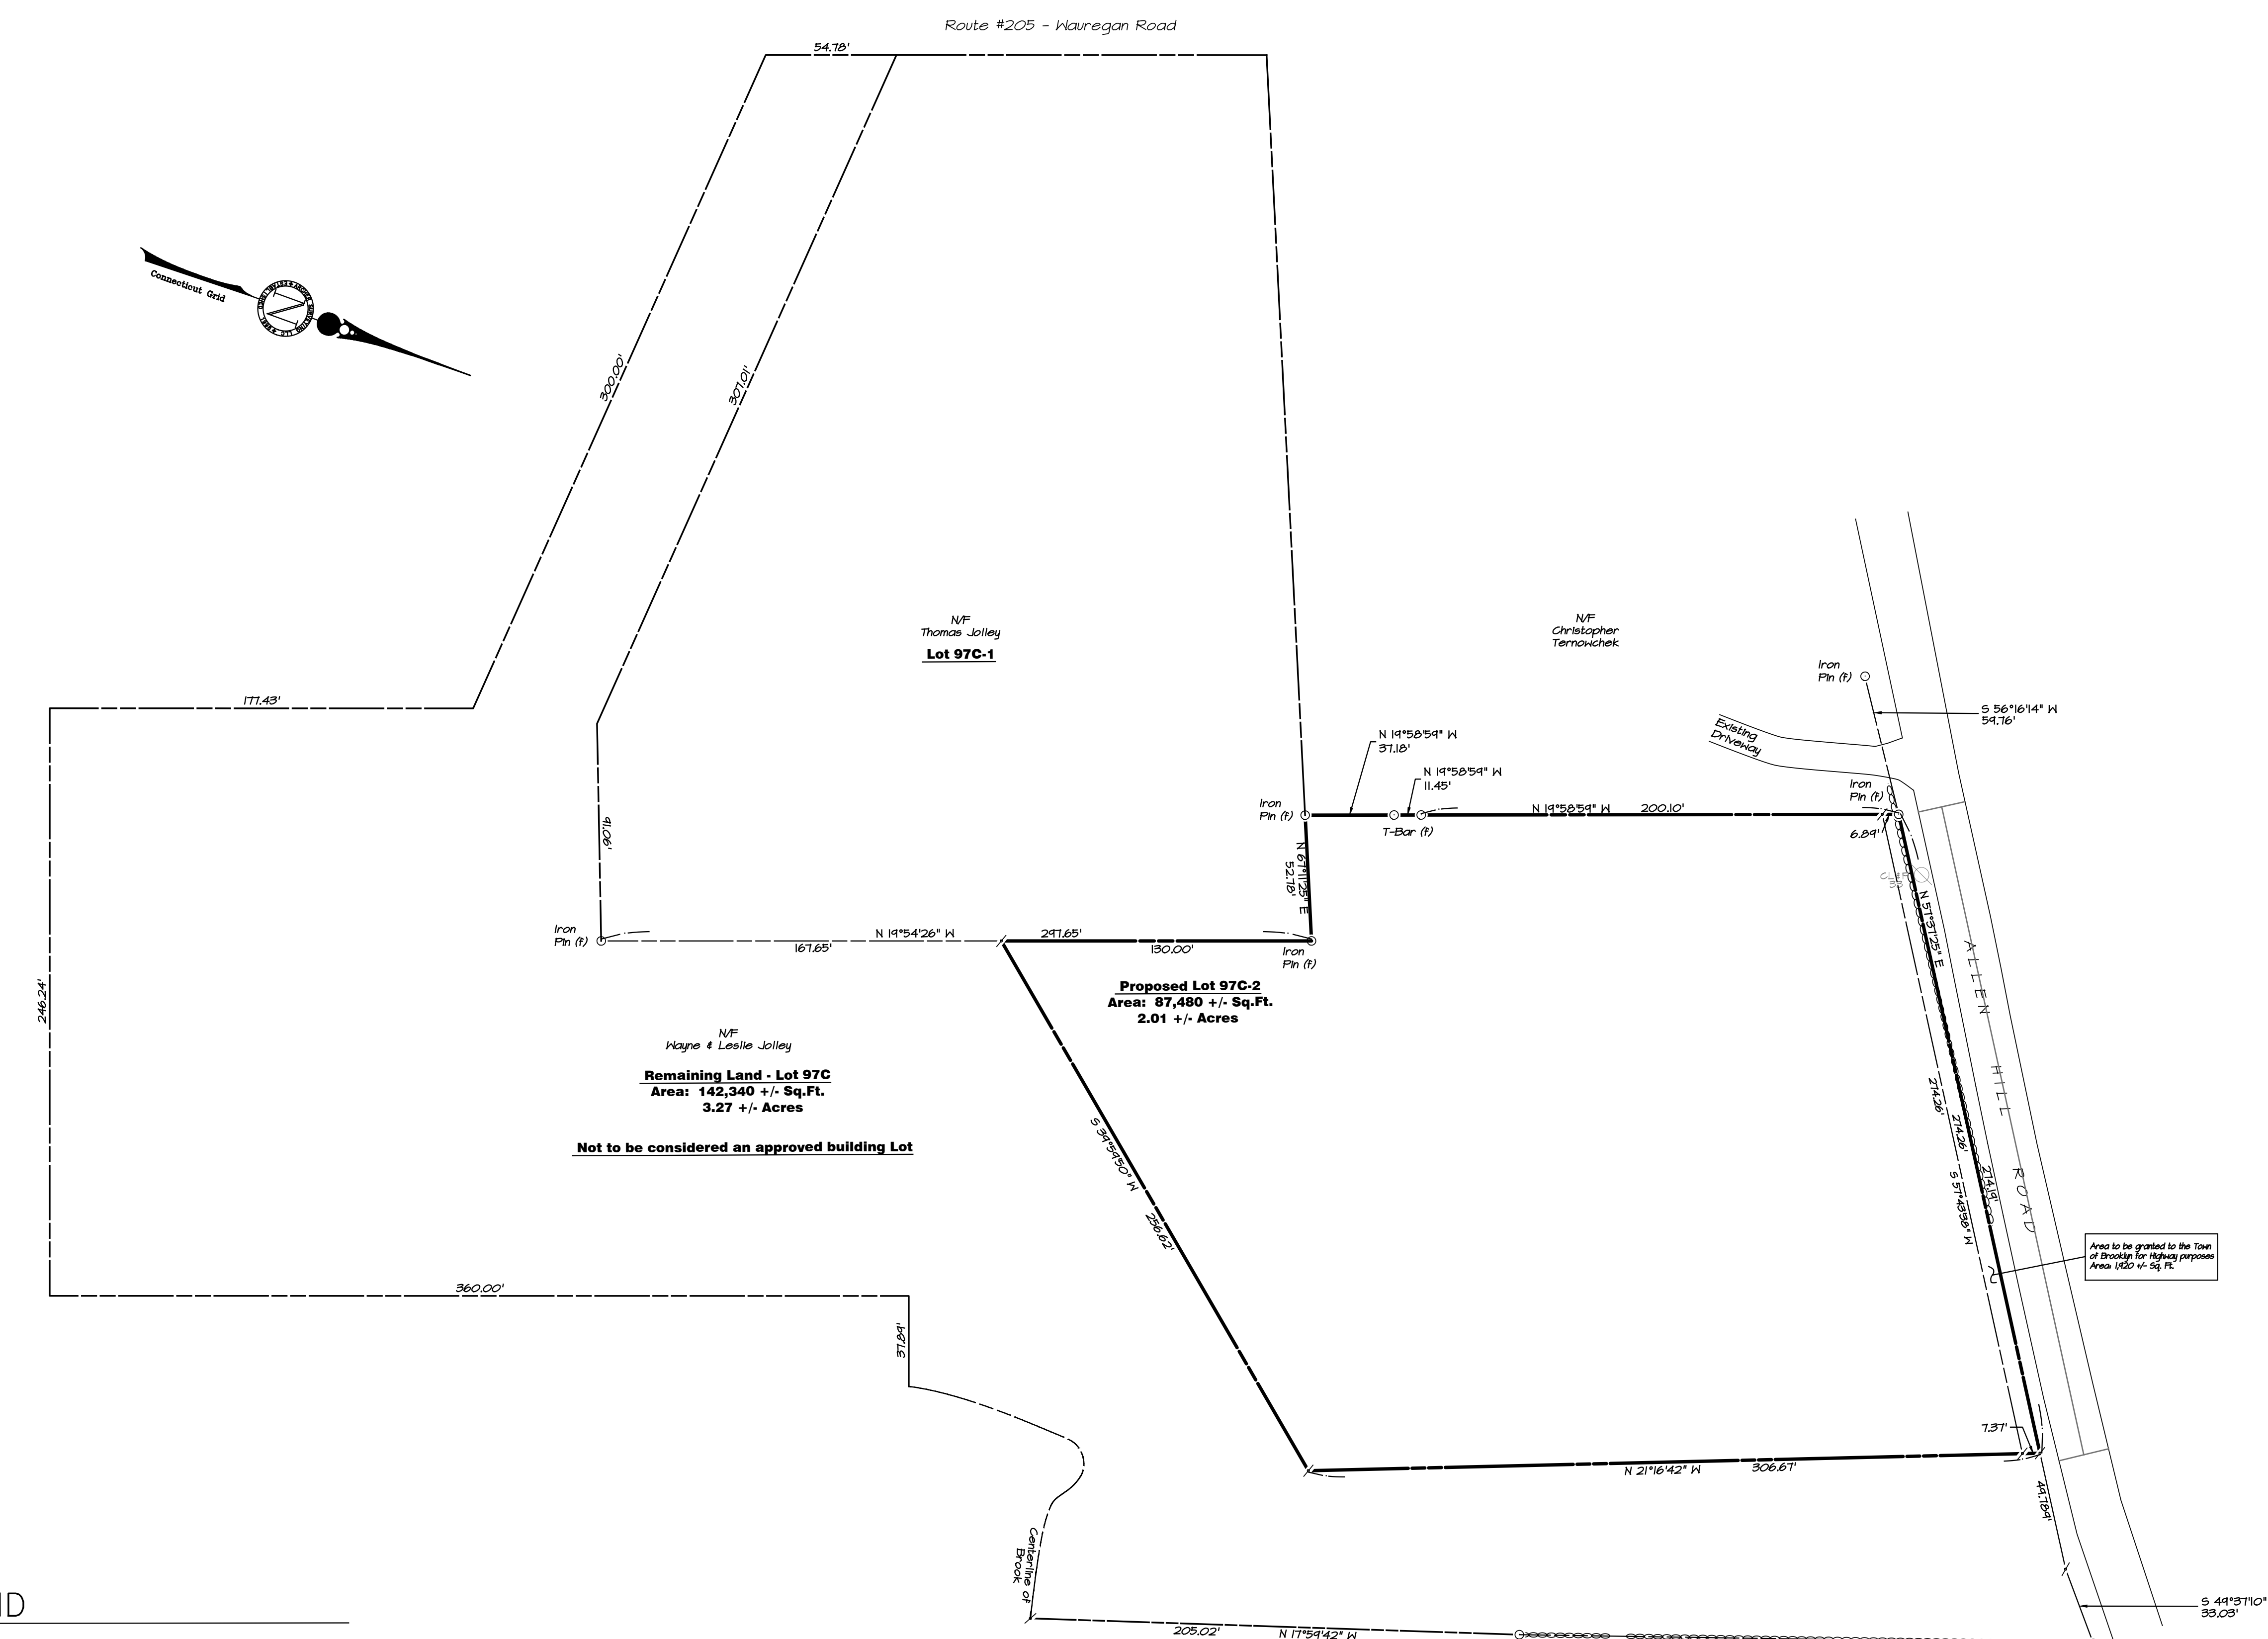 Route #205 - Wauregan Road
54.78'
Connecticut Grid
N
300.00'
307.01'
177.43'
246.24'
91.06'
N/F
Thomas Jolley
Lot 97C-1
N/F
Christopher
Ternowchek
Iron
Pin (f)
S 56°16'14" W
59.76'
Existing
Driveway
N 19°58'59" W
37.18'
N 19°58'59" W
11.45'
Iron
Pin (f)
T-Bar (f)
N 19°58'59" W 200.10'
Iron
Pin (f)
6.89'
N 67°11'25" E
52.78'
CL&P
N 57°37'25" E
Iron
Pin (f)
N 19°54'26" W 297.65'
167.65'
130.00'
Iron
Pin (f)
Proposed Lot 97C-2
Area: 87,480 +/- Sq.Ft.
2.01 +/- Acres
N/F
Wayne & Leslie Jolley
Remaining Land - Lot 97C
Area: 142,340 +/- Sq.Ft.
3.27 +/- Acres
Not to be considered an approved building Lot
S 39°59'50" W 256.62'
ALLEN HILL ROAD
274.26'
274.26'
274.19'
S 57°43'38" W
Area to be granted to the Town
of Brooklyn for Highway purposes
Area: 1,920 +/- Sq. Ft.
360.00'
37.89'
7.37'
N 21°16'42" W 306.67'
49.789'
Centerline of
Brook
205.02' N 17°59'42" W
S 49°37'10"
33.03'